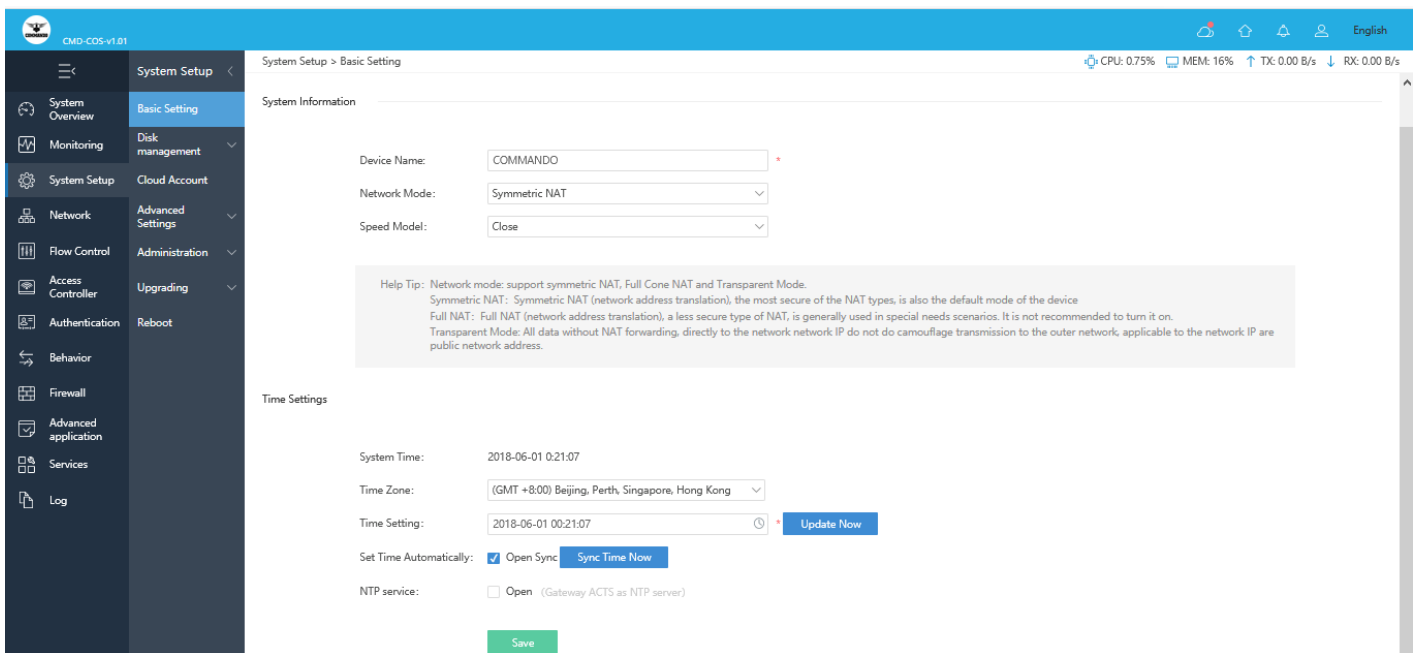 COMMANDO
CMD-COS-v1.01
English
System Setup
System Setup > Basic Setting
CPU: 0.75%
MEM: 16%
TX: 0.00 B/s
RX: 0.00 B/s
System
Overview
Monitoring
System Setup
Network
Flow Control
Access
Controller
Authentication
Behavior
Firewall
Advanced
application
Services
Log
Basic Setting
Disk
management
Cloud Account
Advanced
Settings
Administration
Upgrading
Reboot
System Information
Device Name: COMMANDO *
Network Mode: Symmetric NAT
Speed Model: Close
Help Tip: Network mode: support symmetric NAT, Full Cone NAT and Transparent Mode.
Symmetric NAT: Symmetric NAT (network address translation), the most secure of the NAT types, is also the default mode of the device
Full NAT: Full NAT (network address translation), a less secure type of NAT, is generally used in special needs scenarios. It is not recommended to turn it on.
Transparent Mode: All data without NAT forwarding, directly to the network network IP do not do camouflage transmission to the outer network, applicable to the network IP are
public network address.
Time Settings
System Time: 2018-06-01 0:21:07
Time Zone: (GMT +8:00) Beijing, Perth, Singapore, Hong Kong
Time Setting: 2018-06-01 00:21:07 * Update Now
Set Time Automatically: Open Sync Sync Time Now
NTP service: Open (Gateway ACTS as NTP server)
Save